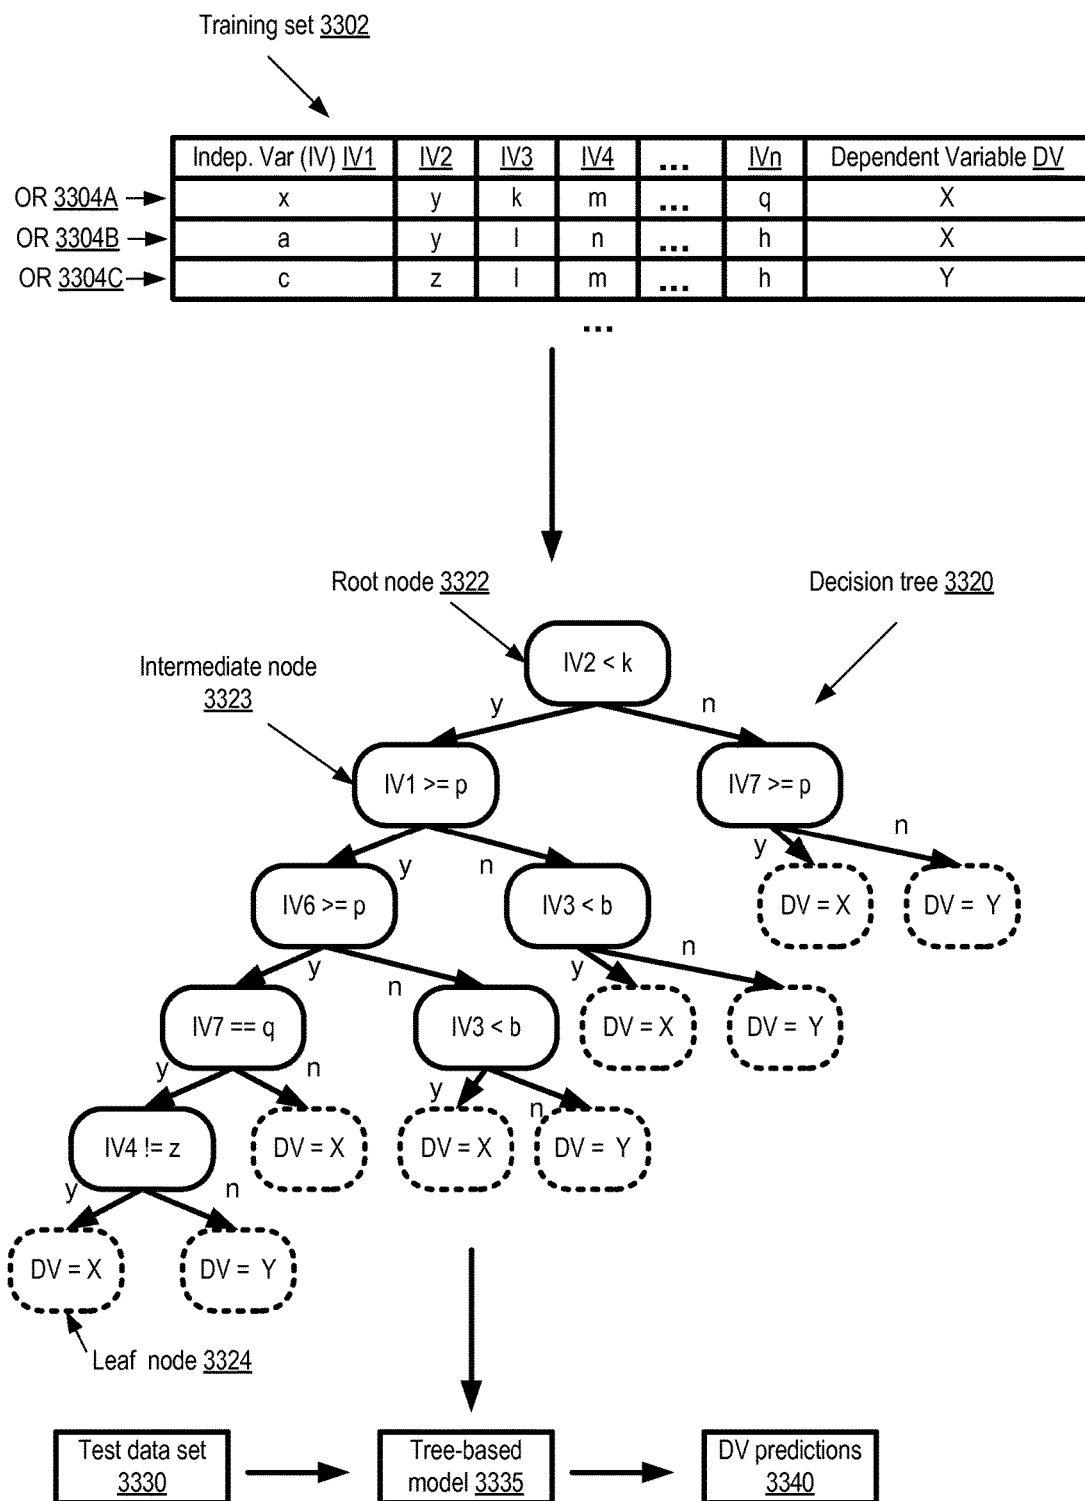 Training set 3302
Indep. Var (IV) IV1 IV2 IV3 IV4 ... IVn Dependent Variable DV
OR 3304A x y k m ... q X
OR 3304B a y l n ... h X
OR 3304C c z l m ... h Y
...
Root node 3322
Decision tree 3320
IV2 < k
Intermediate node
3323
y n
IV1 >= p IV7 >= p
y n y n
IV6 >= p IV3 < b DV = X DV = Y
y n y n
IV7 == q IV3 < b DV = X DV = Y
y n y n
IV4 != z DV = X DV = X DV = Y
y n
DV = X DV = Y
Leaf node 3324
Test data set
3330
Tree-based
model 3335
DV predictions
3340